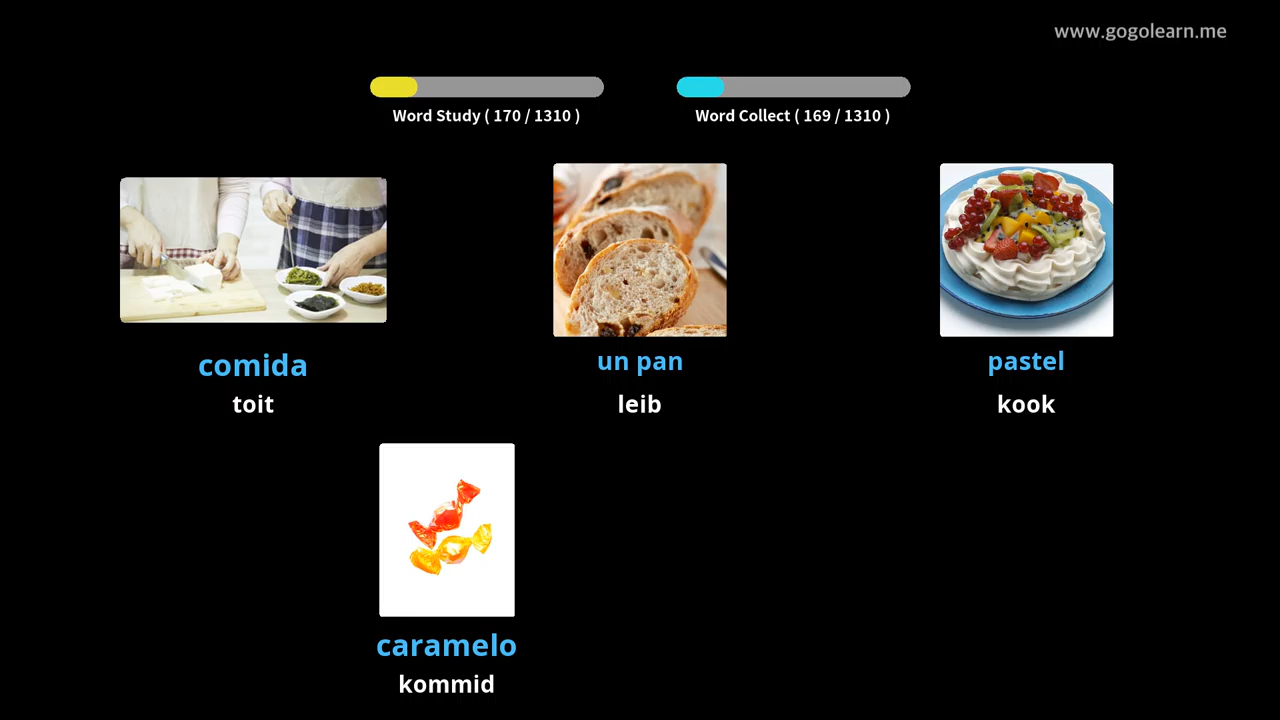 www.gogolearn.me
Word Study ( 170 / 1310 )
Word Collect ( 169 / 1310 )
comida
toit
un pan
leib
pastel
kook
caramelo
kommid